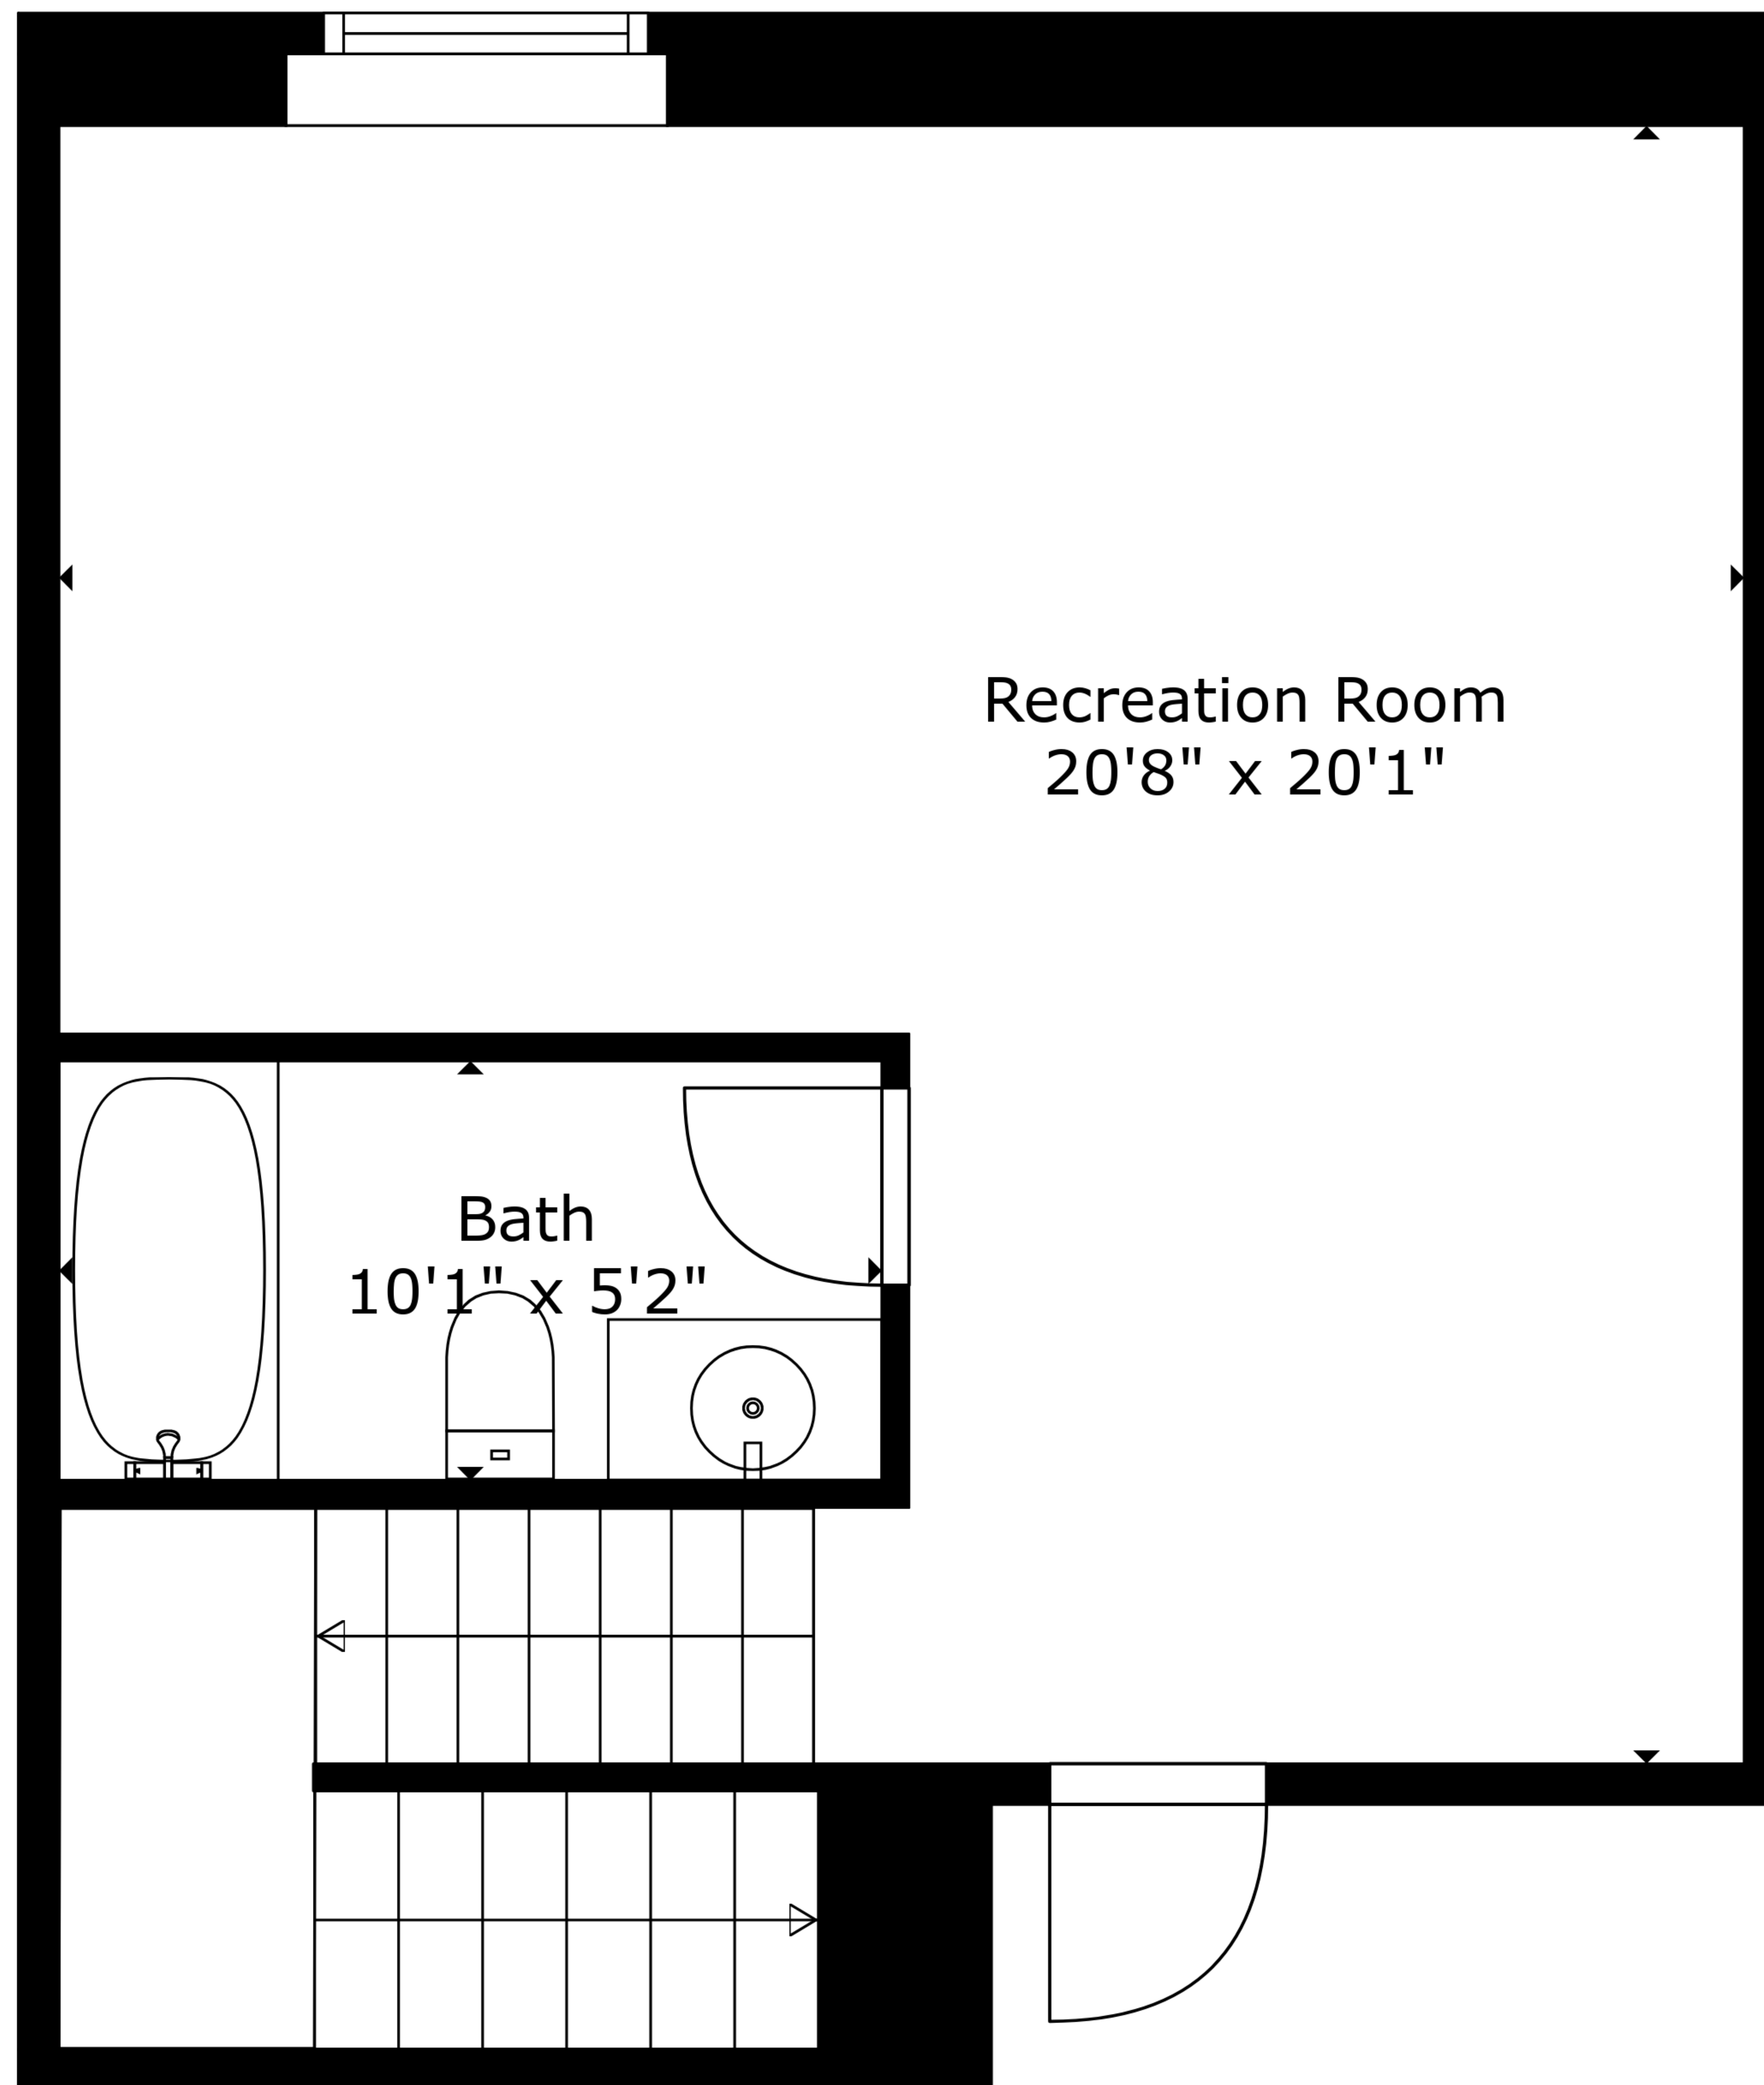 Recreation Room
20'8" x 20'1"
Bath
10'1" x 5'2"